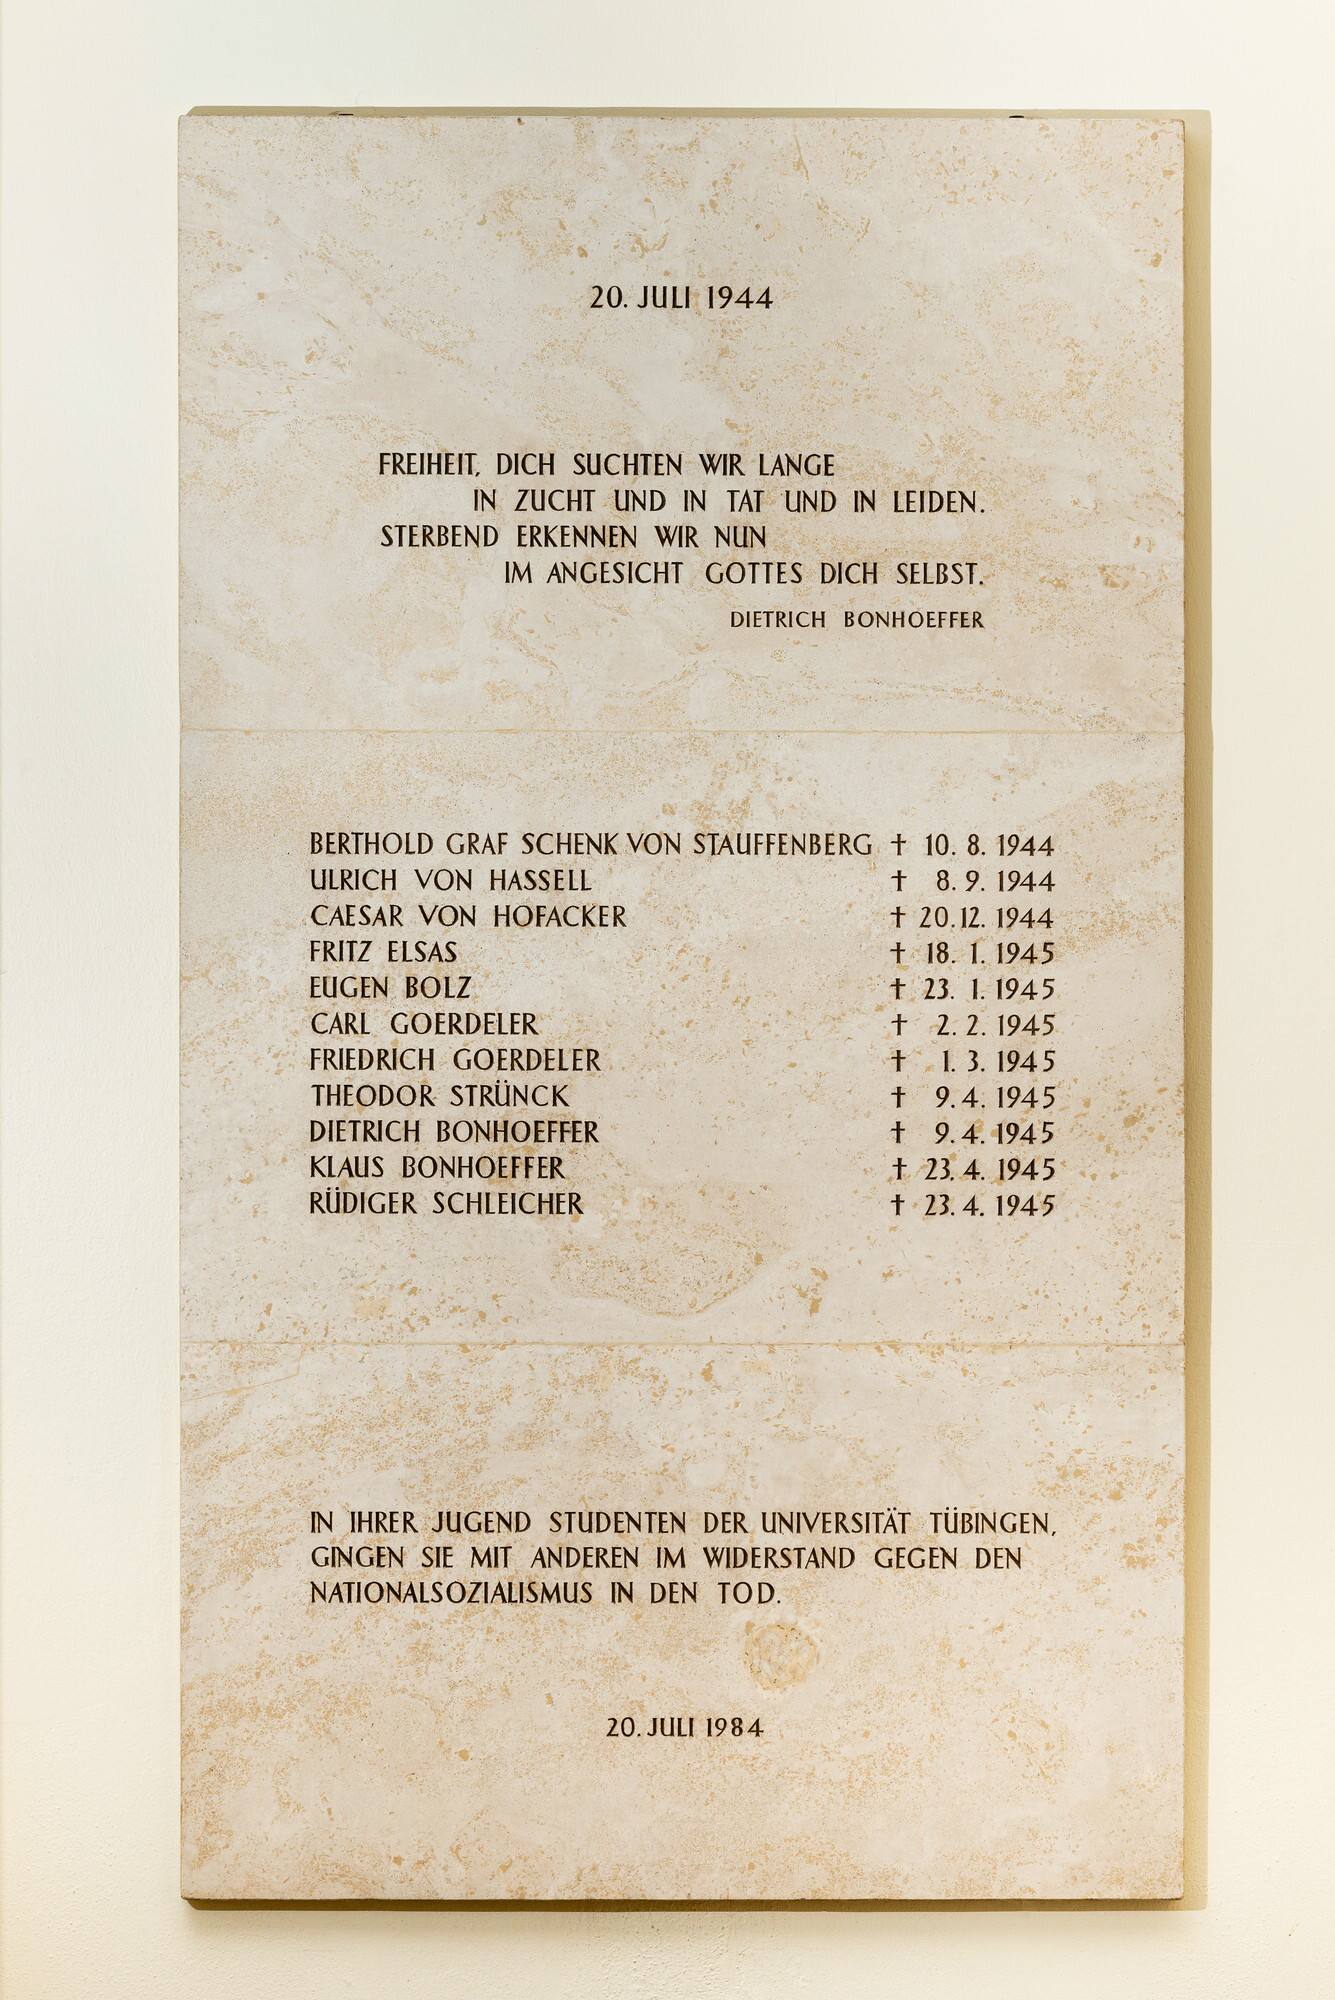 20. JULI 1944
FREIHEIT, DICH SUCHTEN WIR LANGE
IN ZUCHT UND IN TAT UND IN LEIDEN.
STERBEND ERKENNEN WIR NUN
IM ANGESICHT GOTTES DICH SELBST.
DIETRICH BONHOEFFER
BERTHOLD GRAF SCHENK VON STAUFFENBERG † 10. 8. 1944
ULRICH VON HASSELL † 8. 9. 1944
CAESAR VON HOFACKER † 20. 12. 1944
FRITZ ELSAS † 18. 1. 1945
EUGEN BOLZ † 23. 1. 1945
CARL GOERDELER † 2. 2. 1945
FRIEDRICH GOERDELER † 1. 3. 1945
THEODOR STRÜNCK † 9. 4. 1945
DIETRICH BONHOEFFER † 9. 4. 1945
KLAUS BONHOEFFER † 23. 4. 1945
RÜDIGER SCHLEICHER † 23. 4. 1945
IN IHRER JUGEND STUDENTEN DER UNIVERSITÄT TÜBINGEN,
GINGEN SIE MIT ANDEREN IM WIDERSTAND GEGEN DEN
NATIONALSOZIALISMUS IN DEN TOD.
20. JULI 1984